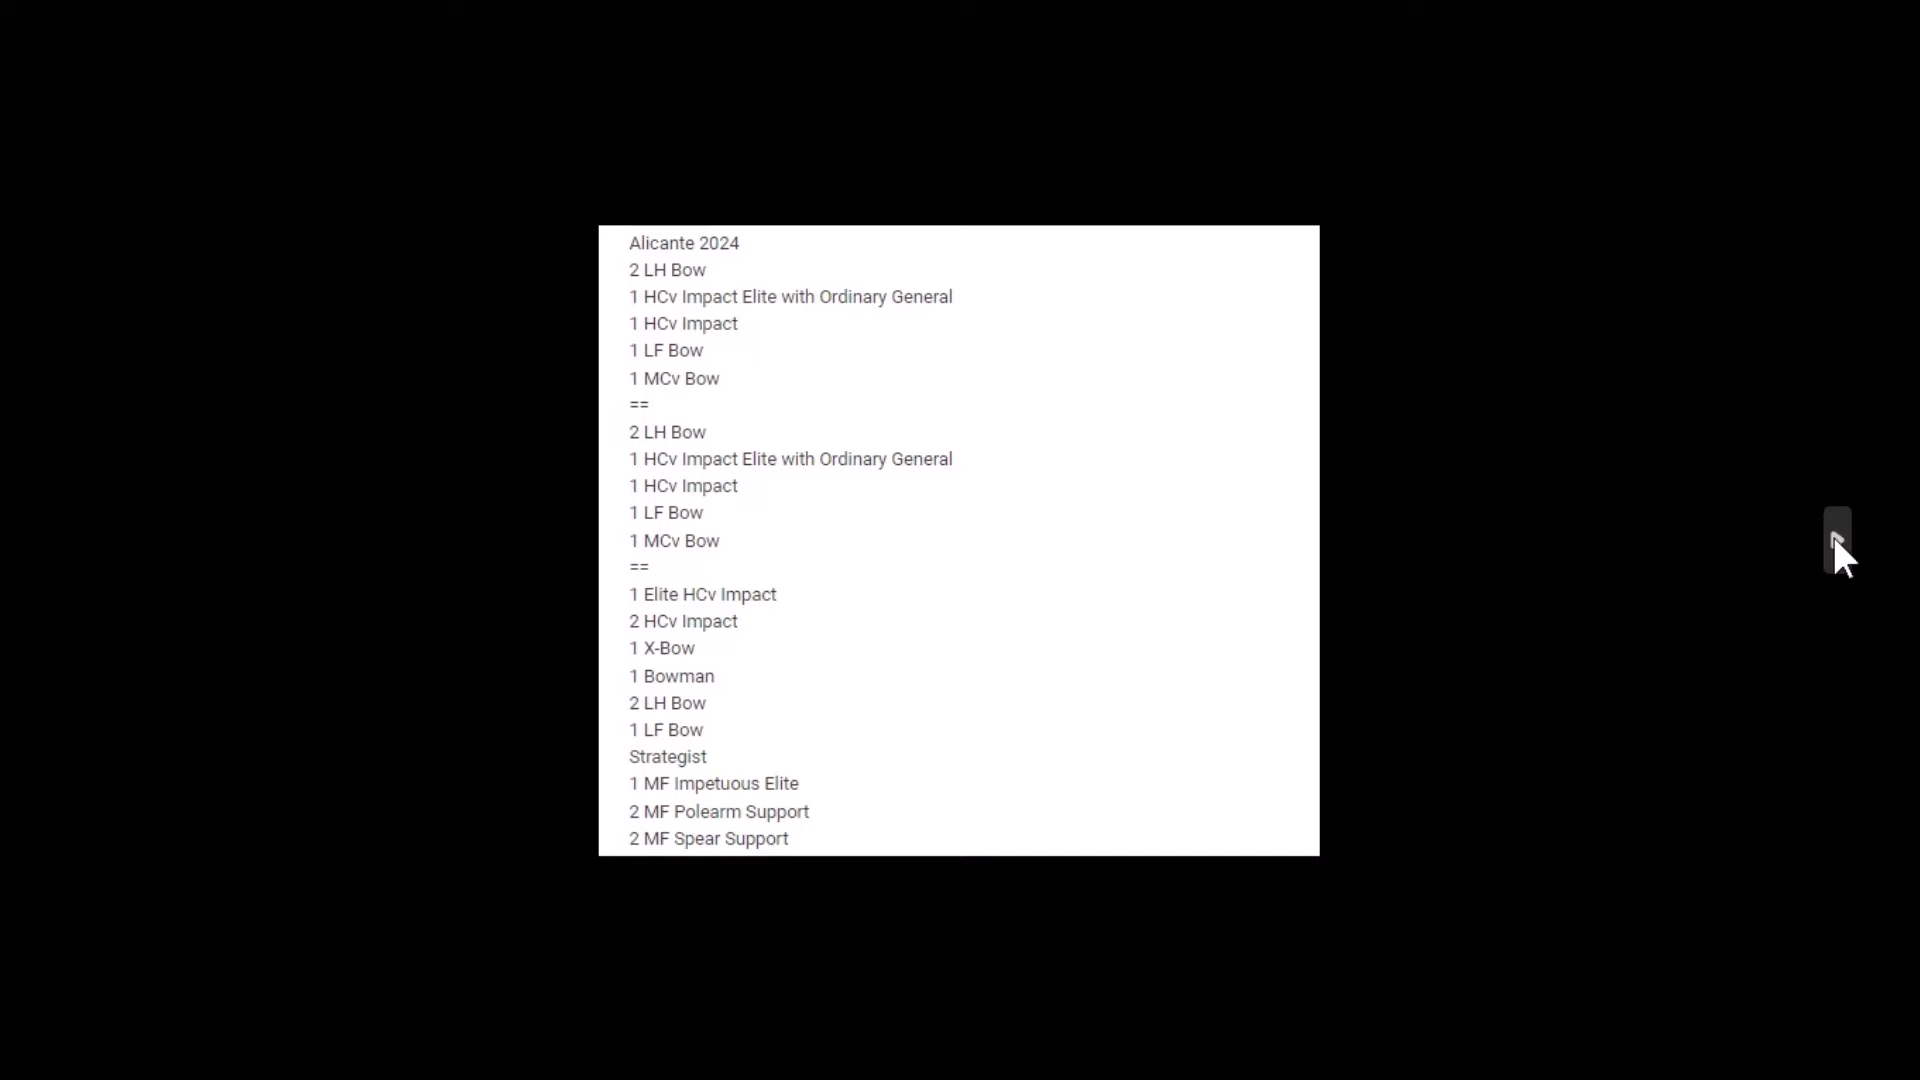 Alicante 2024
2 LH Bow
1 HCv Impact Elite with Ordinary General
1 HCv Impact
1 LF Bow
1 MCv Bow
==
2 LH Bow
1 HCv Impact Elite with Ordinary General
1 HCv Impact
1 LF Bow
1 MCv Bow
==
1 Elite HCv Impact
2 HCv Impact
1 X-Bow
1 Bowman
2 LH Bow
1 LF Bow
Strategist
1 MF Impetuous Elite
2 MF Polearm Support
2 MF Spear Support